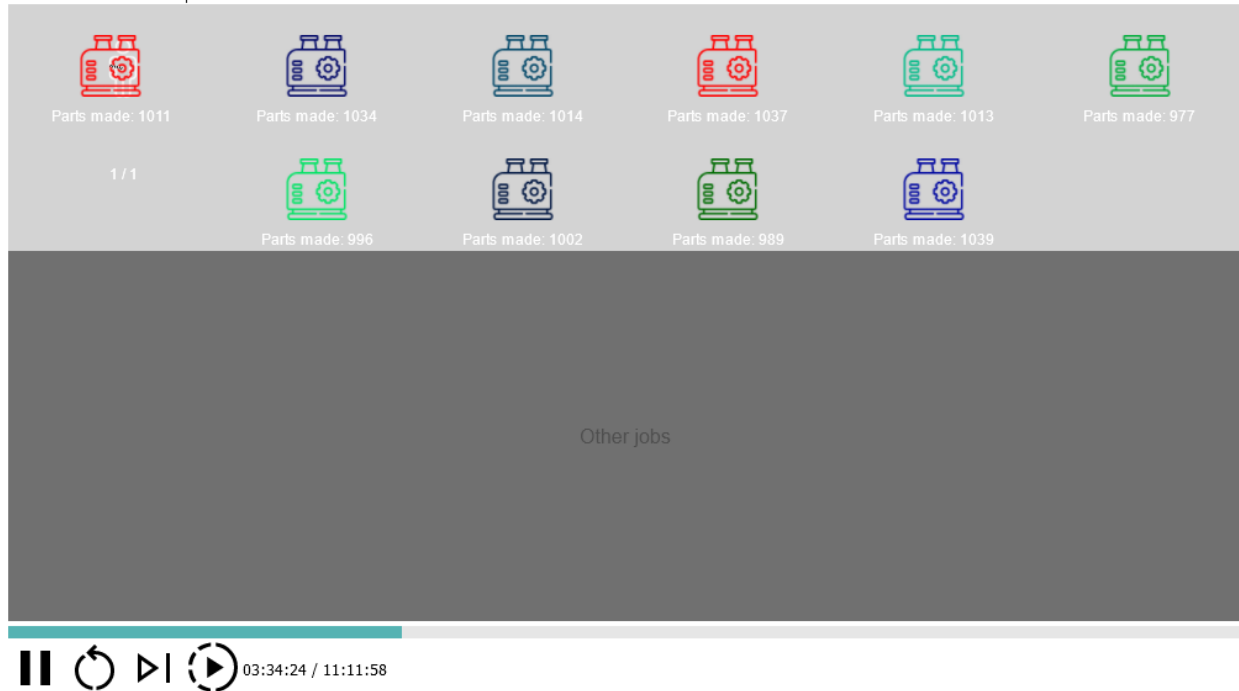 Parts made: 1011 Parts made: 1034 Parts made: 1014 Parts made: 1037 Parts made: 1013 Parts made: 977
1 / 1
Parts made: 996 Parts made: 1002 Parts made: 989 Parts made: 1039
Other jobs
03:34:24 / 11:11:58